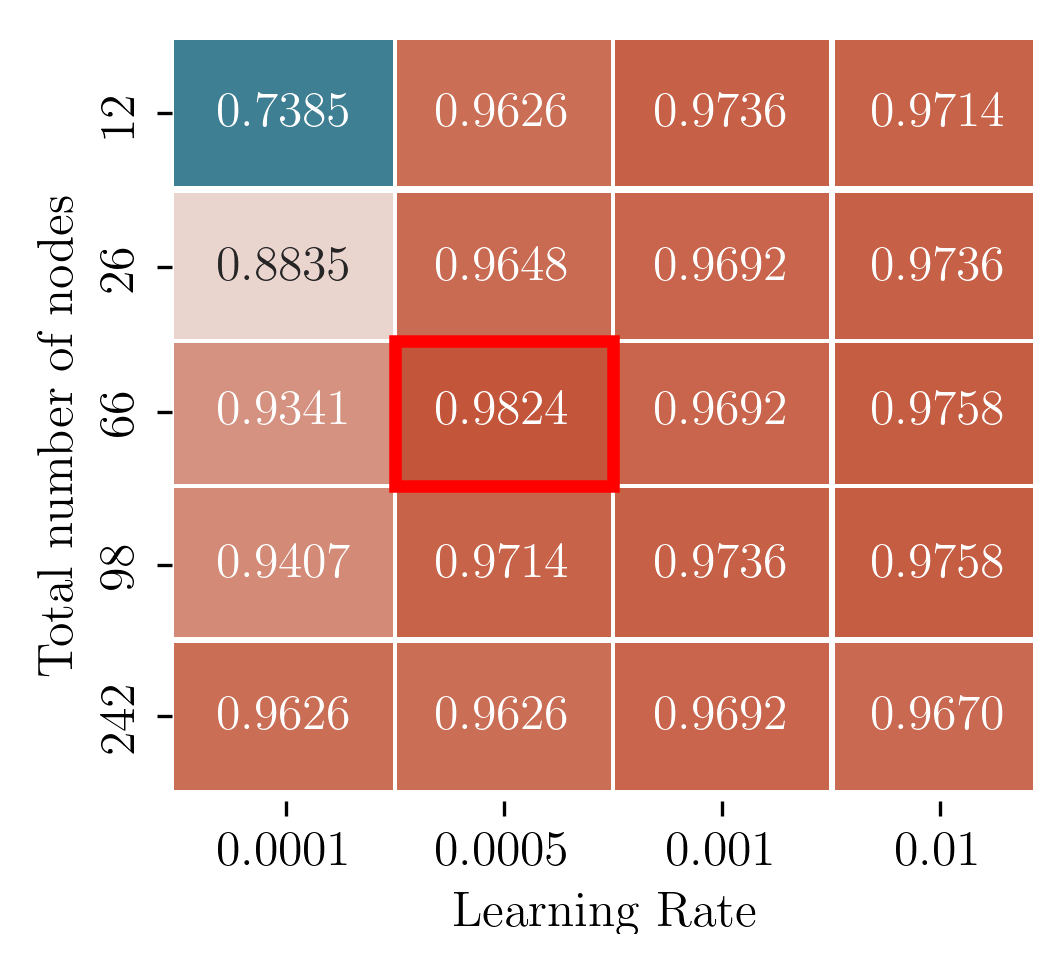 Total number of nodes
12 0.7385 0.9626 0.9736 0.9714
26 0.8835 0.9648 0.9692 0.9736
66 0.9341 0.9824 0.9692 0.9758
98 0.9407 0.9714 0.9736 0.9758
242 0.9626 0.9626 0.9692 0.9670
0.0001 0.0005 0.001 0.01
Learning Rate